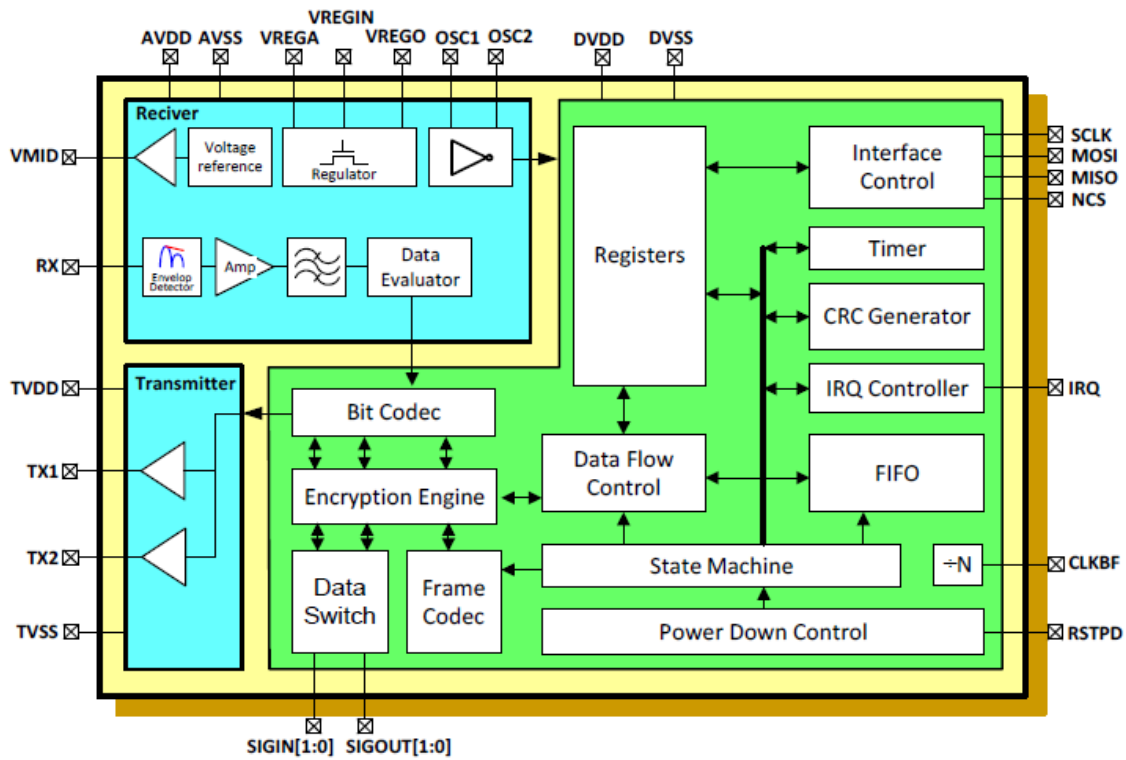 VREGIN
AVDD AVSS VREGA VREGO OSC1 OSC2 DVDD DVSS
Reciver
VMID
Voltage
reference
Regulator
Interface
Control
SCLK
MOSI
MISO
NCS
RX
Envelop
Detector
Amp
Data
Evaluator
Registers
Timer
CRC Generator
TVDD
Transmitter
Bit Codec
IRQ Controller
IRQ
TX1
Encryption Engine
Data Flow
Control
FIFO
TX2
Data
Switch
Frame
Codec
State Machine
÷N
CLKBF
TVSS
Power Down Control
RSTPD
SIGIN[1:0] SIGOUT[1:0]